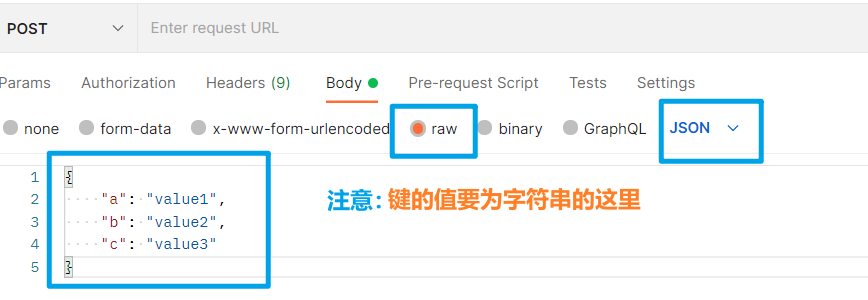 POST Enter request URL
Params Authorization Headers (9) Body Pre-request Script Tests Settings
none form-data x-www-form-urlencoded raw binary GraphQL JSON
1 {
2 "a": "value1",
3 "b": "value2",
4 "c": "value3"
5 }
注意：键的值要为字符串的这里